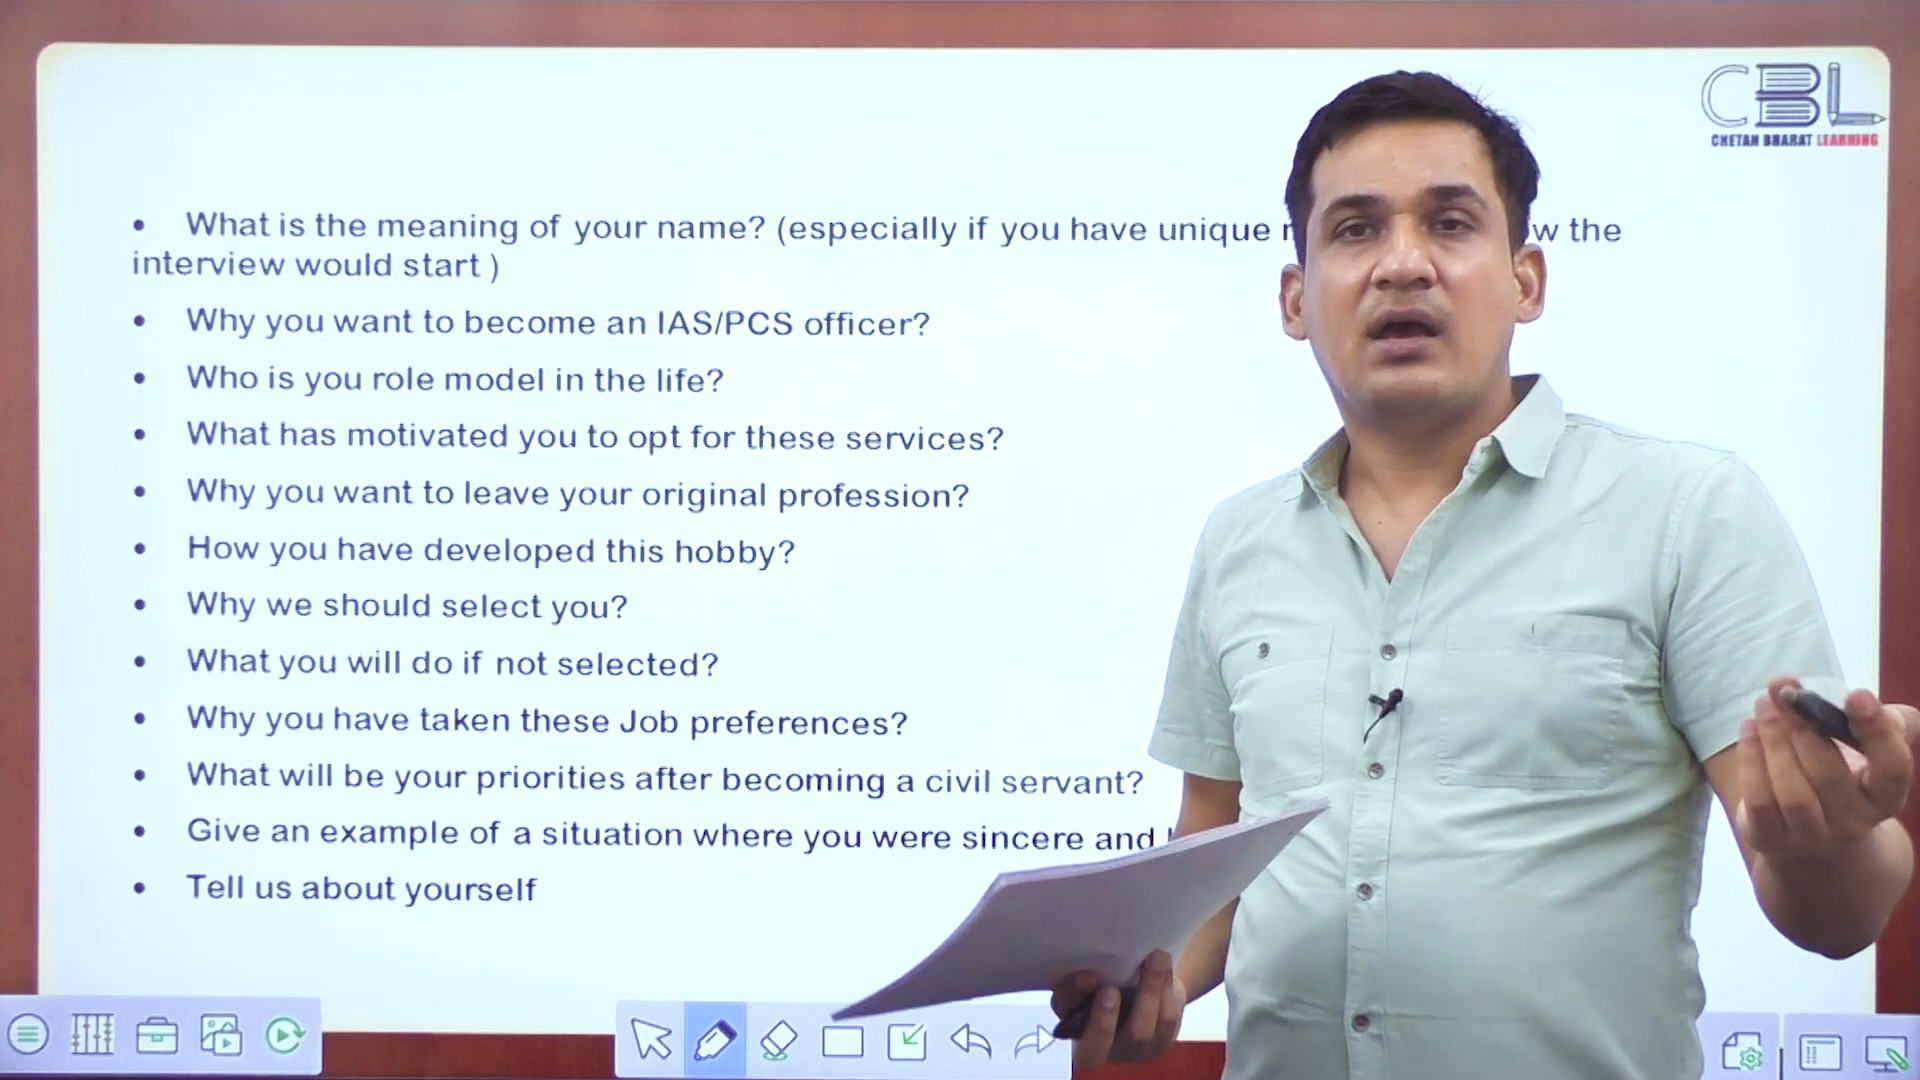 CBL
CHETAN BHARAT LEARNING
• What is the meaning of your name? (especially if you have unique the
interview would start )
• Why you want to become an IAS/PCS officer?
• Who is you role model in the life?
• What has motivated you to opt for these services?
• Why you want to leave your original profession?
• How you have developed this hobby?
• Why we should select you?
• What you will do if not selected?
• Why you have taken these Job preferences?
• What will be your priorities after becoming a civil servant?
• Give an example of a situation where you were sincere and
• Tell us about yourself